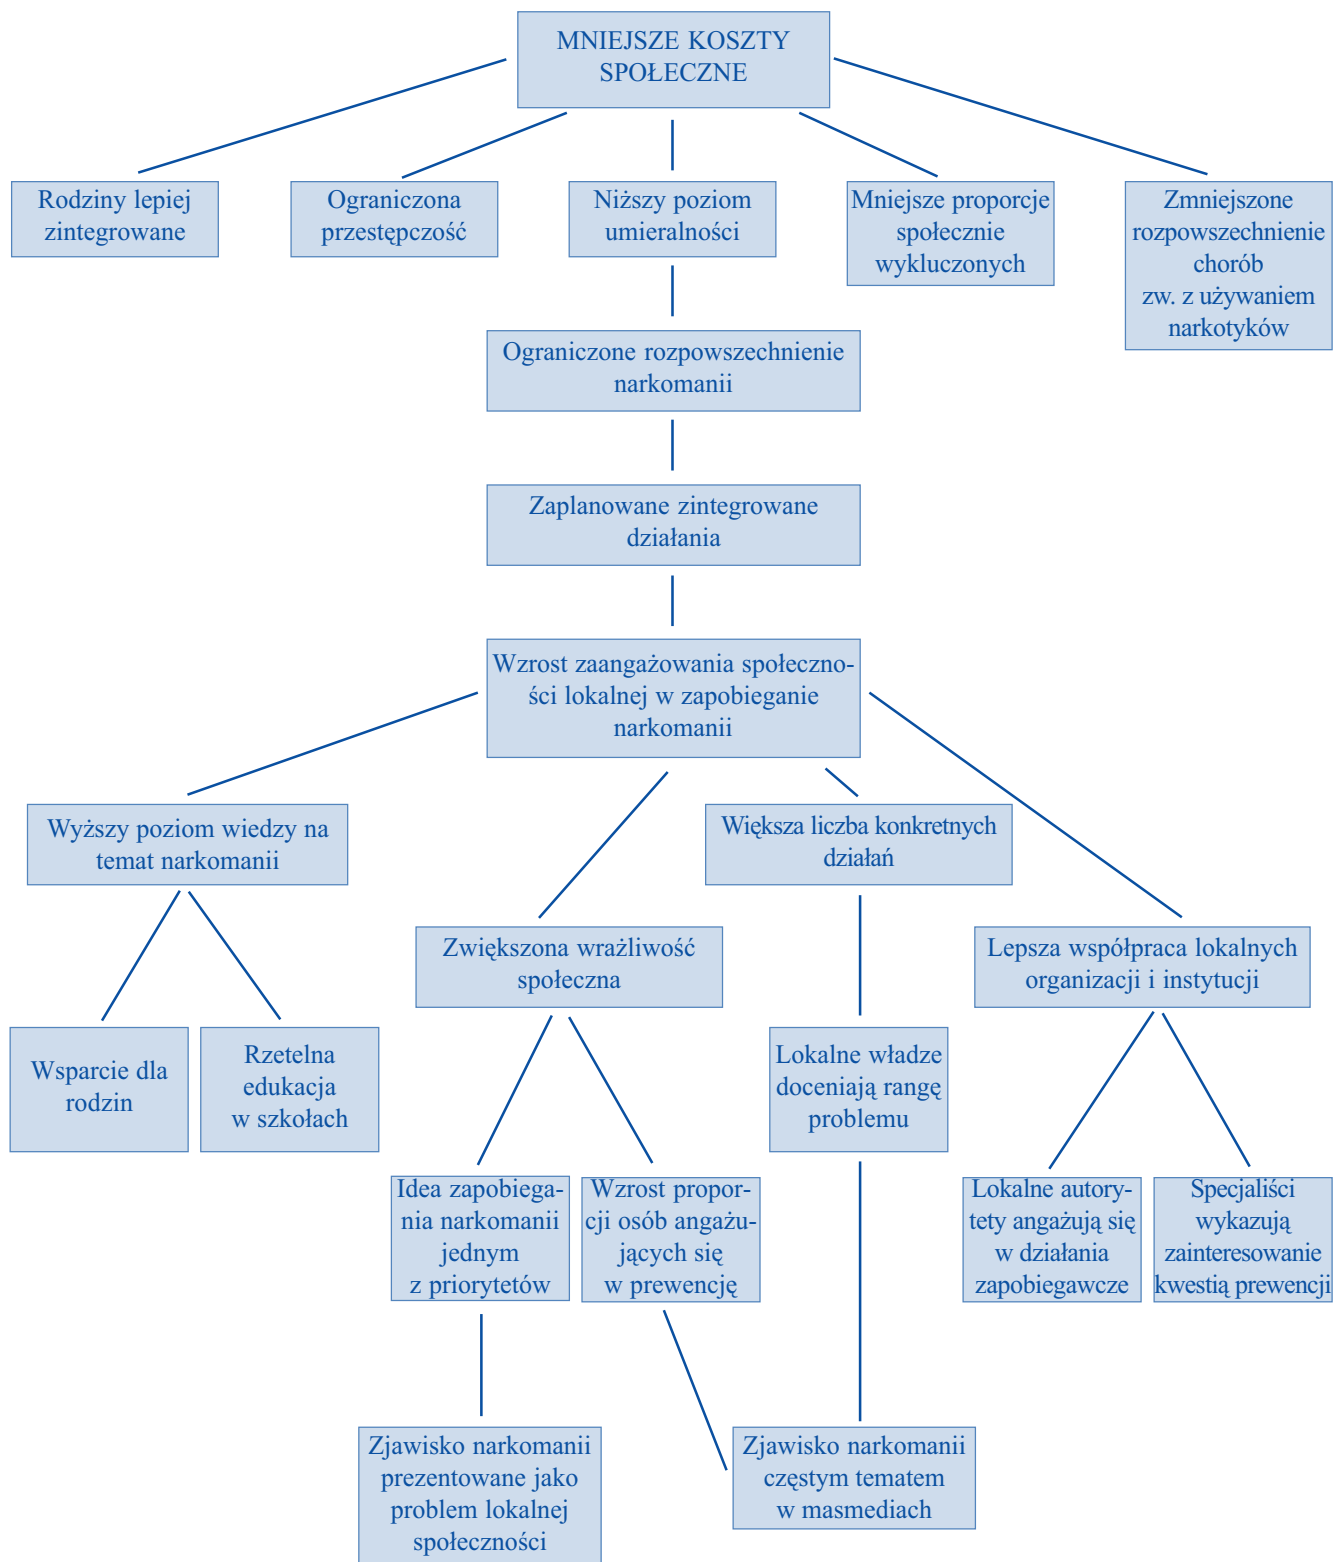 MNIEJSZE KOSZTY
SPOŁECZNE
Rodziny lepiej
zintegrowane
Ograniczona
przestępczość
Niższy poziom
umieralności
Mniejsze proporcje
społecznie
wykluczonych
Zmniejszone
rozpowszechnienie
chorób
zw. z używaniem
narkotyków
Ograniczone rozpowszechnienie
narkomanii
Zaplanowane zintegrowane
działania
Wzrost zaangażowania społeczno-
ści lokalnej w zapobieganie
narkomanii
Wyższy poziom wiedzy na
temat narkomanii
Większa liczba konkretnych
działań
Zwiększona wrażliwość
społeczna
Lepsza współpraca lokalnych
organizacji i instytucji
Wsparcie dla
rodzin
Rzetelna
edukacja
w szkołach
Lokalne władze
doceniają rangę
problemu
Idea zapobiega-
nia narkomanii
jednym
z priorytetów
Wzrost propor-
cji osób angażu-
jących się
w prewencję
Lokalne autory-
tety angażują się
w działania
zapobiegawcze
Specjaliści
wykazują
zainteresowanie
kwestią prewencji
Zjawisko narkomanii
prezentowane jako
problem lokalnej
społeczności
Zjawisko narkomanii
częstym tematem
w masmediach